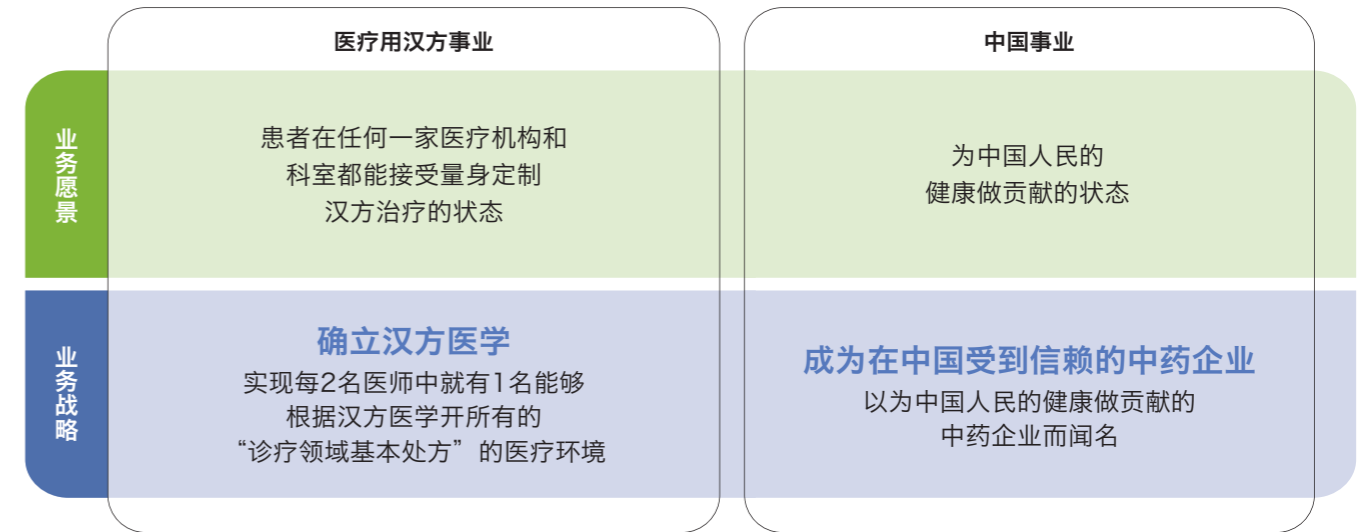 医疗用汉方事业
中国事业
业务愿景
患者在任何一家医疗机构和
科室都能接受量身定制
汉方治疗的状态
为中国人民的
健康做贡献的状态
业务战略
确立汉方医学
实现每2名医师中就有1名能够
根据汉方医学开所有的
“诊疗领域基本处方”的医疗环境
成为在中国受到信赖的中药企业
以为中国人民的健康做贡献的
中药企业而闻名